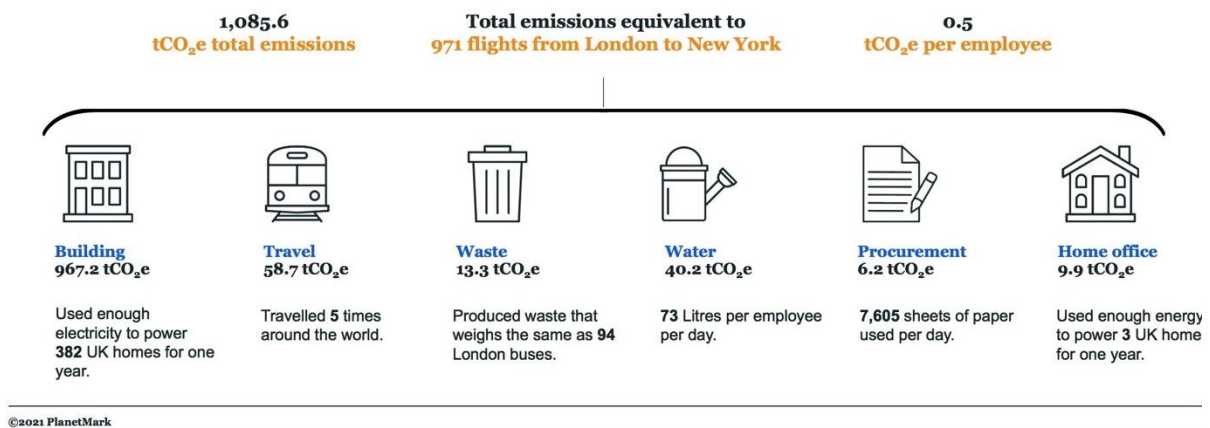 1,085.6
tCO₂e total emissions
Total emissions equivalent to
971 flights from London to New York
0.5
tCO₂e per employee
Building
967.2 tCO₂e
Used enough
electricity to power
382 UK homes for one
year.
Travel
58.7 tCO₂e
Travelled 5 times
around the world.
Waste
13.3 tCO₂e
Produced waste that
weighs the same as 94
London buses.
Water
40.2 tCO₂e
73 Litres per employee
per day.
Procurement
6.2 tCO₂e
7,605 sheets of paper
used per day.
Home office
9.9 tCO₂e
Used enough energy
to power 3 UK home
for one year.
©2021 PlanetMark